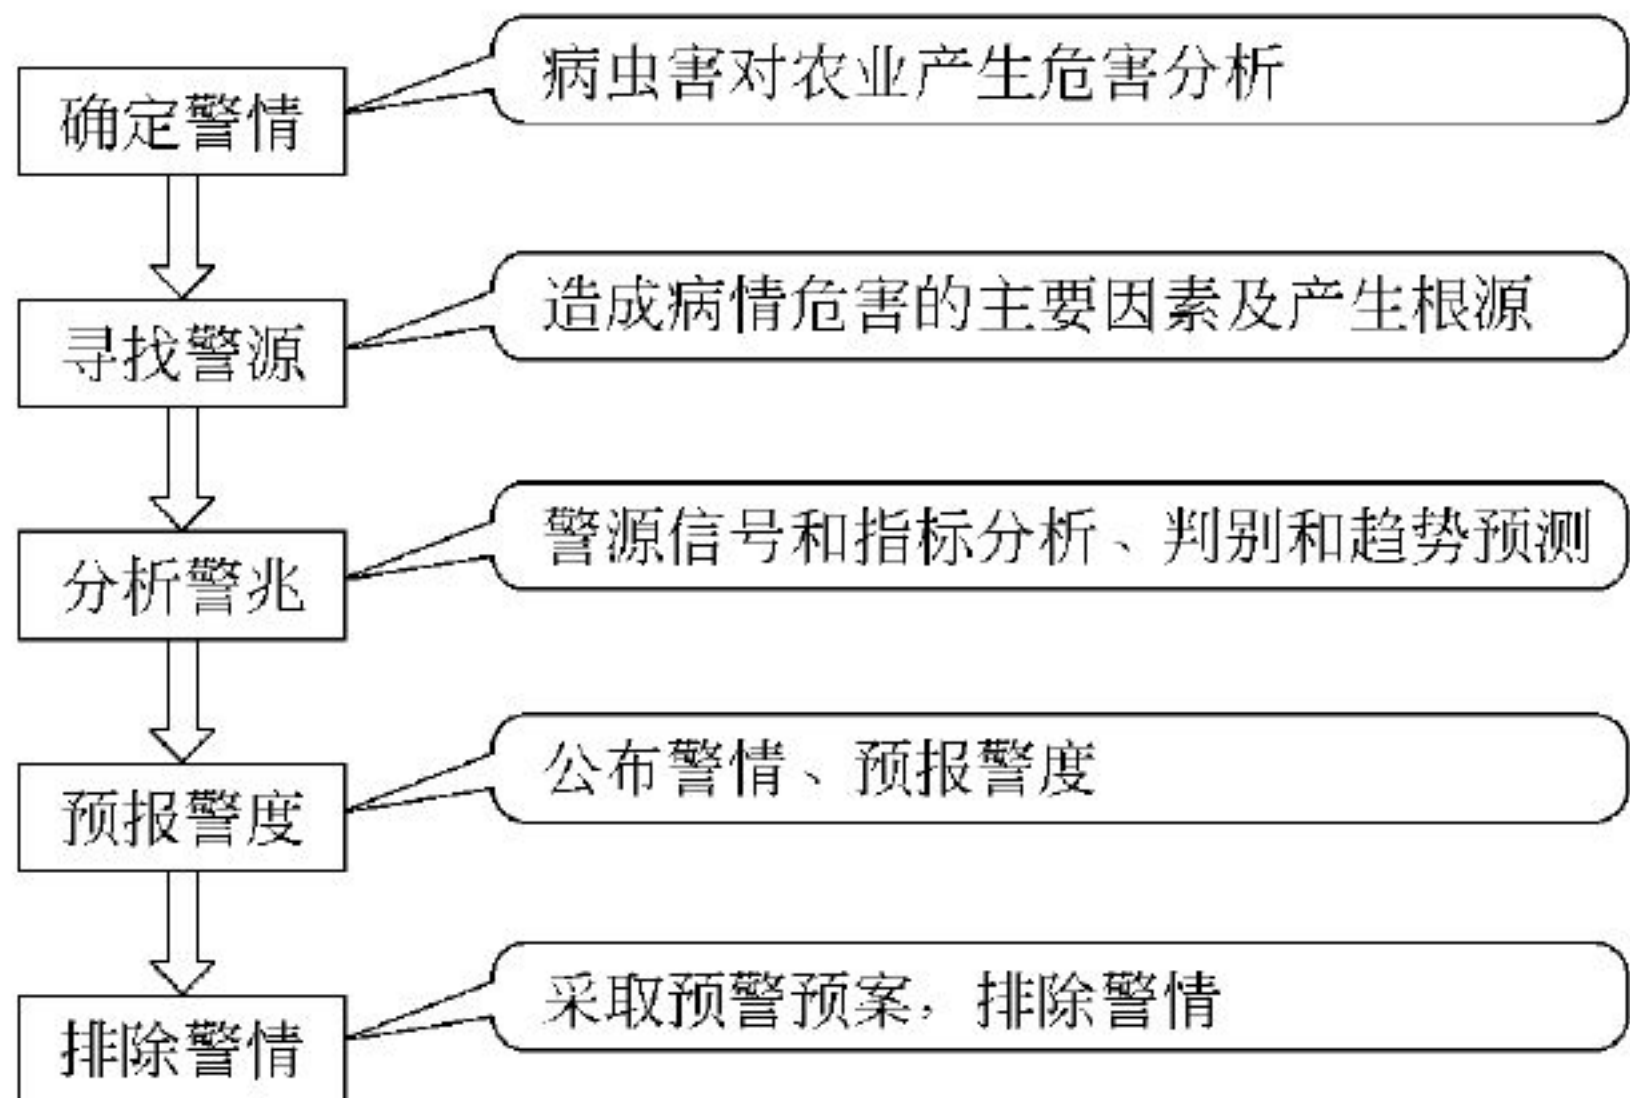 确定警情
病虫害对农业产生危害分析
寻找警源
造成病情危害的主要因素及产生根源
分析警兆
警源信号和指标分析、判别和趋势预测
预报警度
公布警情、预报警度
排除警情
采取预警预案，排除警情